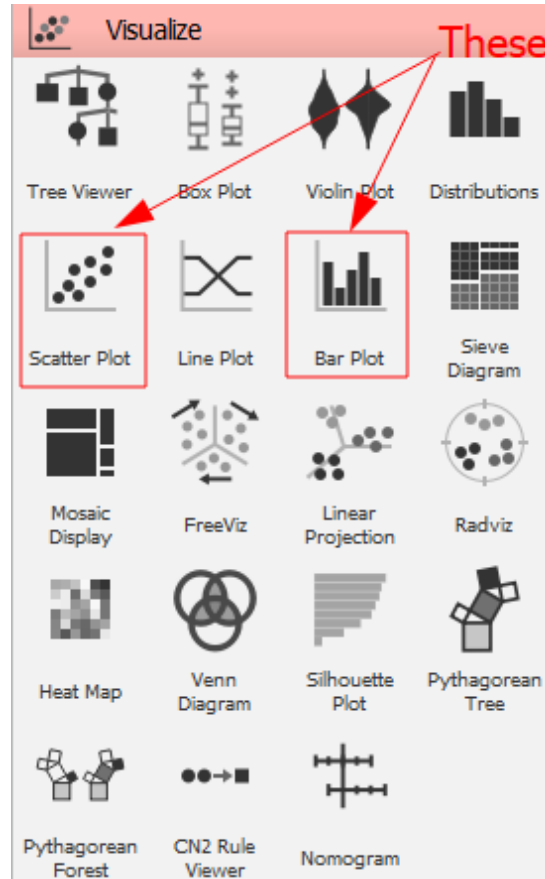 Visualize
These
Tree Viewer
Box Plot
Violin Plot
Distributions
Scatter Plot
Line Plot
Bar Plot
Sieve
Diagram
Mosaic
Display
FreeViz
Linear
Projection
Radviz
Heat Map
Venn
Diagram
Silhouette
Plot
Pythagorean
Tree
Pythagorean
Forest
CN2 Rule
Viewer
Nomogram